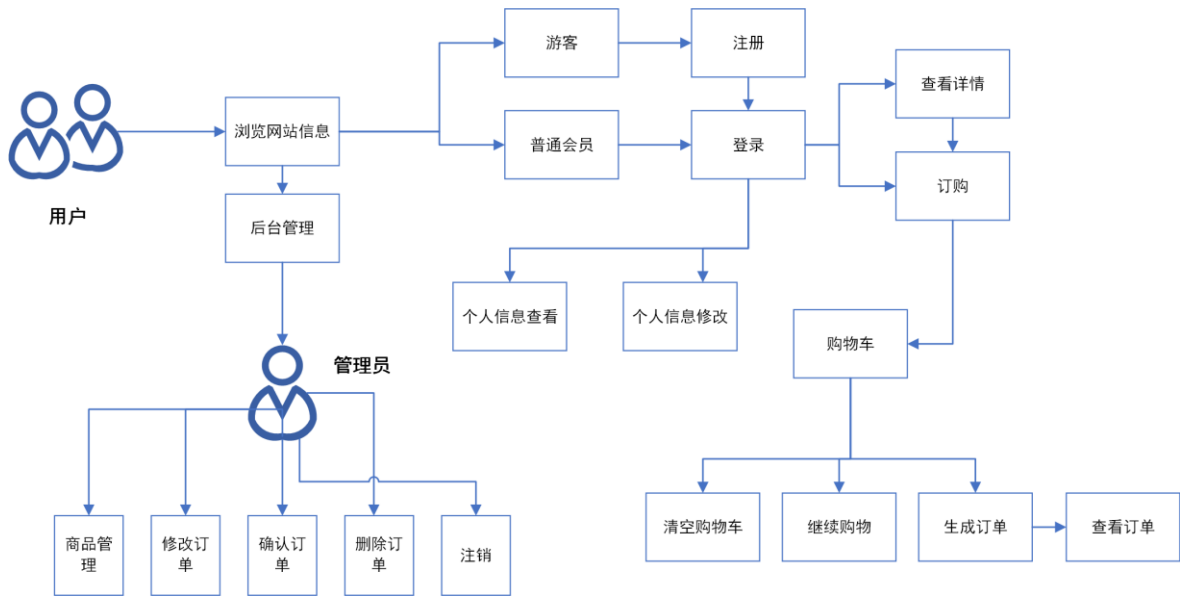 游客
注册
查看详情
浏览网站信息
普通会员
登录
订购
用户
后台管理
个人信息查看
个人信息修改
购物车
管理员
商品管
理
修改订
单
确认订
单
删除订
单
注销
清空购物车
继续购物
生成订单
查看订单